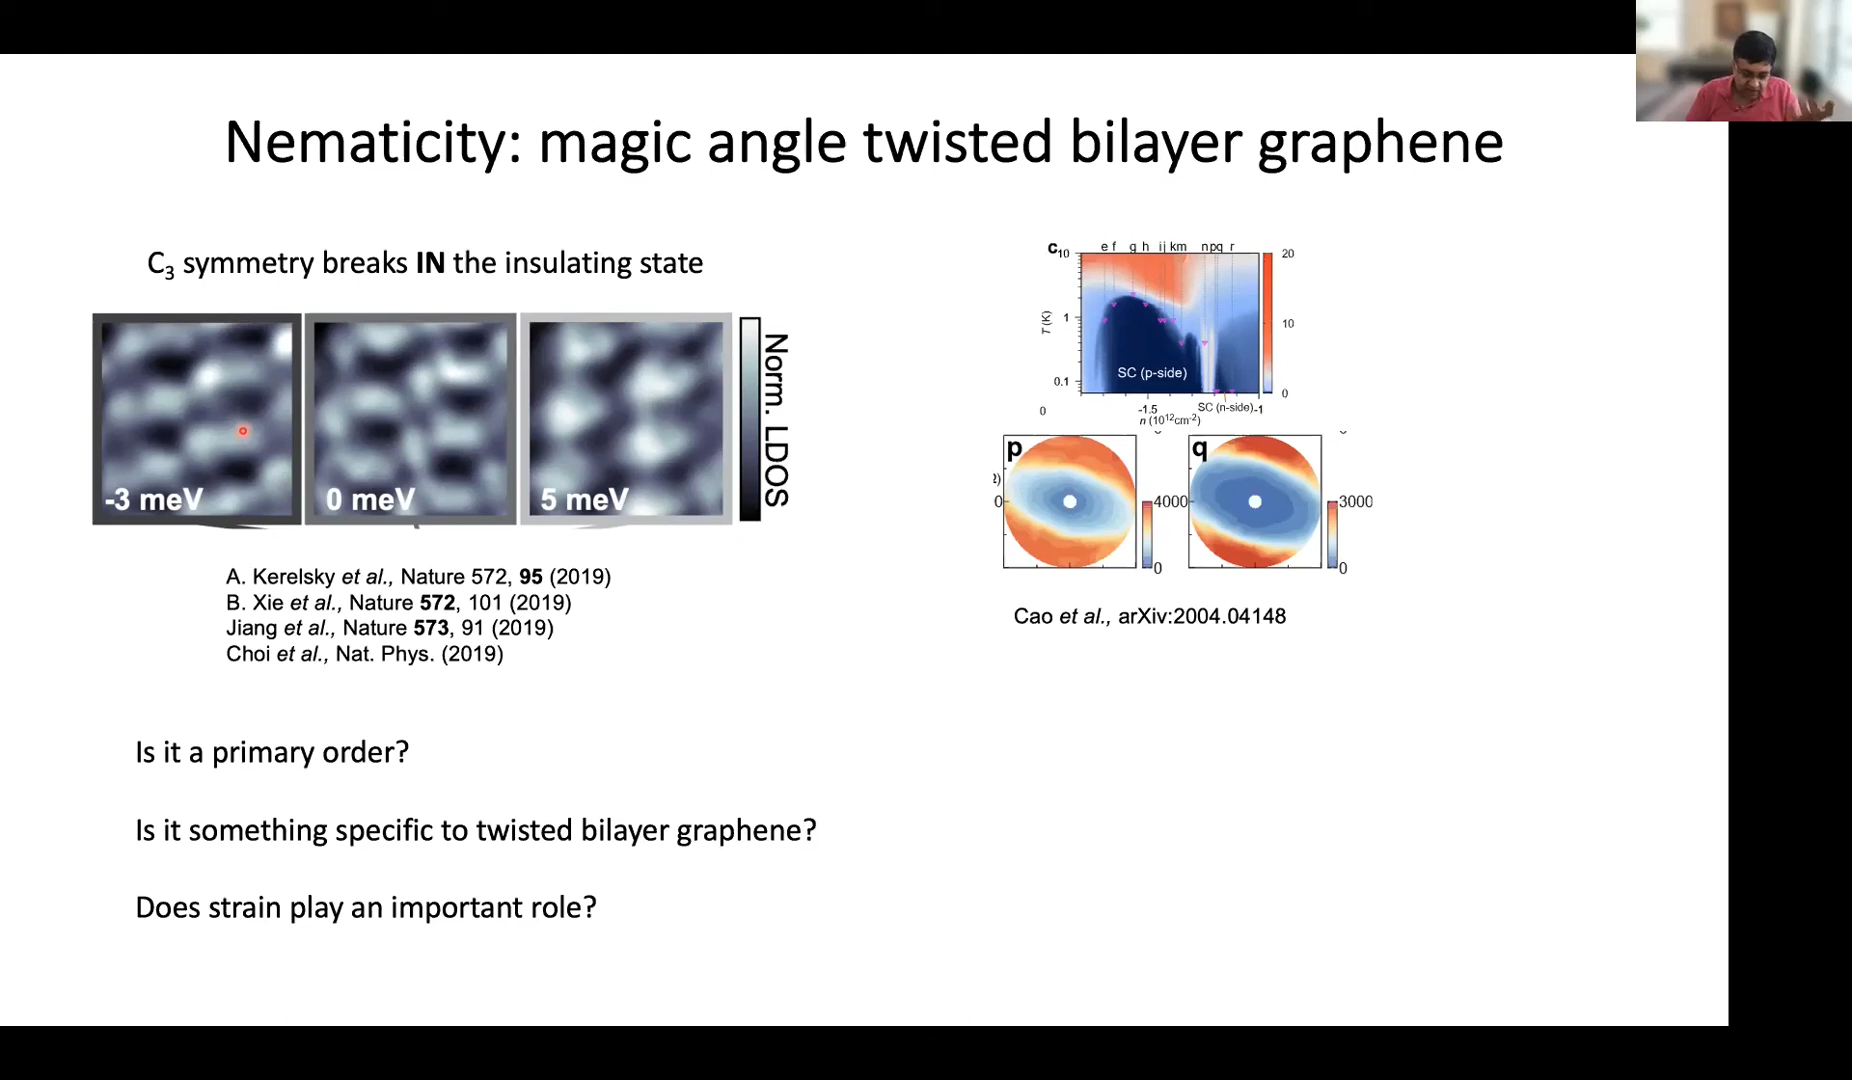 Nematicity: magic angle twisted bilayer graphene
C3 symmetry breaks IN the insulating state
-3 meV
0 meV
5 meV
Norm. LDOS
A. Kerelsky et al., Nature 572, 95 (2019)
B. Xie et al., Nature 572, 101 (2019)
Jiang et al., Nature 573, 91 (2019)
Choi et al., Nat. Phys. (2019)
c
10
e f g h ij km n pq r
20
T (K)
1
10
SC (p-side)
0.1
0
0
-1.5
SC (n-side)
-1
n (10¹²cm⁻²)
p
q
2)
0
4000
3000
0
0
Cao et al., arXiv:2004.04148
Is it a primary order?
Is it something specific to twisted bilayer graphene?
Does strain play an important role?